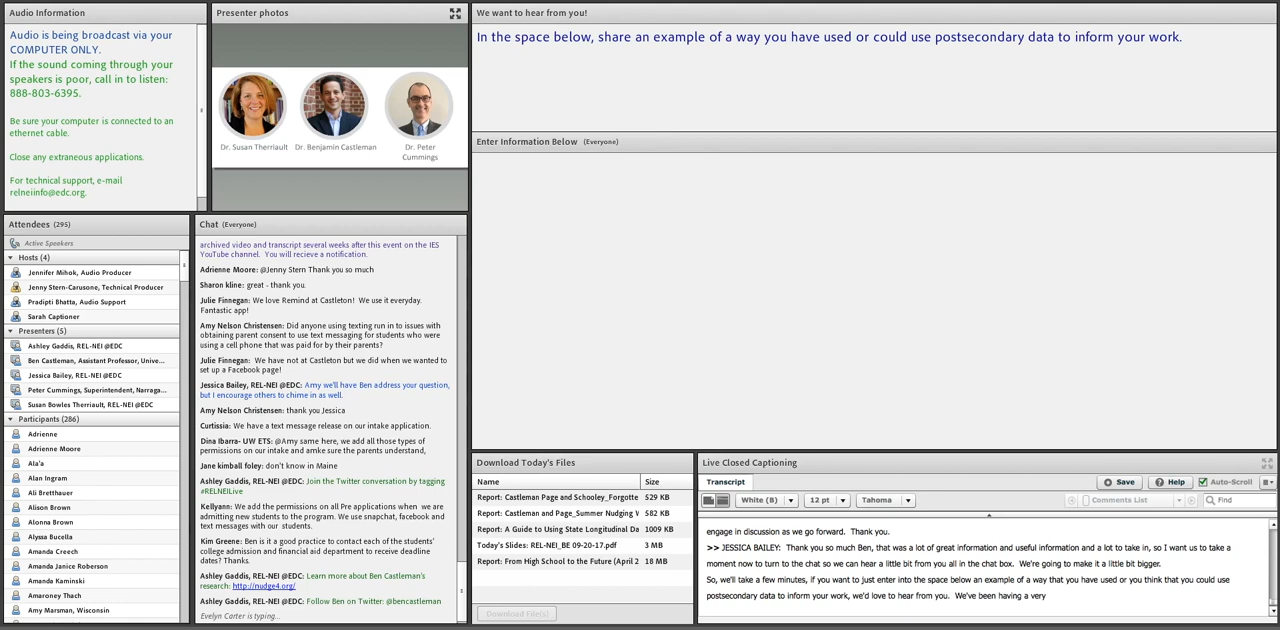 Audio Information
Audio is being broadcast via your
COMPUTER ONLY.
If the sound coming through your
speakers is poor, call in to listen:
888-803-6395.
Be sure your computer is connected to an
ethernet cable.
Close any extraneous applications.
For technical support, e-mail
relneiinfo@edc.org.
Presenter photos
Dr. Susan Therriault
Dr. Benjamin Castleman
Dr. Peter
Cummings
We want to hear from you!
In the space below, share an example of a way you have used or could use postsecondary data to inform your work.
Enter Information Below (Everyone)
Attendees (295)
Active Speakers
Hosts (4)
Jennifer Mihok, Audio Producer
Jenny Stern-Carusone, Technical Producer
Pradipti Bhatta, Audio Support
Sarah Captioner
Presenters (5)
Ashley Gaddis, REL-NEI @EDC
Ben Castleman, Assistant Professor, Unive...
Jessica Bailey, REL-NEI @EDC
Peter Cummings, Superintendent, Narraga...
Susan Bowles Therriault, REL-NEI @EDC
Participants (286)
Adrienne
Adrienne Moore
Ala'a
Alan Ingram
Ali Bretthauer
Alison Brown
Alonna Brown
Alyssa Bucella
Amanda Creech
Amanda Janice Roberson
Amanda Kaminski
Amaroney Thach
Amy Marsman, Wisconsin
Chat (Everyone)
archived video and transcript several weeks after this event on the IES
YouTube channel. You will recieve a notification.
Adrienne Moore: @Jenny Stern Thank you so much
Sharon kline: great - thank you.
Julie Finnegan: We love Remind at Castleton! We use it everyday.
Fantastic app!
Amy Nelson Christensen: Did anyone using texting run in to issues with
obtaining parent consent to use text messaging for students who were
using a cell phone that was paid for by their parents?
Julie Finnegan: We have not at Castleton but we did when we wanted to
set up a Facebook page!
Jessica Bailey, REL-NEI @EDC: Amy we'll have Ben address your question,
but I encourage others to chime in as well.
Amy Nelson Christensen: thank you Jessica
Curtissia: We have a text message release on our intake application.
Dina Ibarra- UW ETS: @Amy same here, we add all those types of
permissions on our intake and amke sure the parents understand,
Jane kimball foley: don't know in Maine
Ashley Gaddis, REL-NEI @EDC: Join the Twitter conversation by tagging
#RELNEILive
Kellyann: We add the permissions on all Pre applications when we are
admitting new students to the program. We use snapchat, facebook and
text messages with our students.
Kim Greene: Ben is it a good practice to contact each of the students'
college admission and financial aid department to receive deadline
dates? Thanks.
Ashley Gaddis, REL-NEI @EDC: Learn more about Ben Castleman's
research: http://nudge4.org/
Ashley Gaddis, REL-NEI @EDC: Follow Ben on Twitter: @bencastleman
Evelyn Carter is typing...
Download Today's Files
Name Size
Report: Castleman Page and Schooley_Forgotte 529 KB
Report: Castleman and Page_Summer Nudging V 582 KB
Report: A Guide to Using State Longitudinal Da 1009 KB
Today's Slides: REL-NEI_BE 09-20-17.pdf 3 MB
Report: From High School to the Future (April 2 18 MB
Download File(s)
Live Closed Captioning
Transcript
Save
Help
Auto-Scroll
White (B)
12 pt
Tahoma
Comments List
Find
engage in discussion as we go forward. Thank you.
>> JESSICA BAILEY: Thank you so much Ben, that was a lot of great information and useful information and a lot to take in, so I want us to take a
moment now to turn to the chat so we can hear a little bit from you all in the chat box. We're going to make it a little bit bigger.
So, we'll take a few minutes, if you want to just enter into the space below an example of a way that you have used or you think that you could use
postsecondary data to inform your work, we'd love to hear from you. We've been having a very